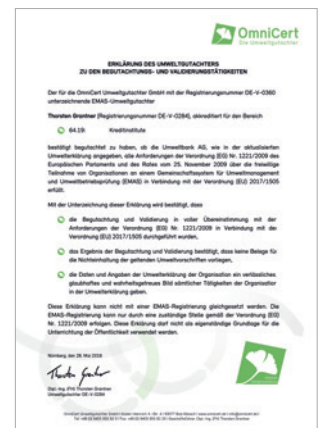 OmniCert
Die Umweltgutachter
ERKLÄRUNG DES UMWELTGUTACHTERS
ZU DEN BEGUTACHTUNGS- UND VALIDIERUNGSTÄTIGKEITEN
Der für die OmniCert Umweltgutachter GmbH mit der Registrierungsnummer DE-V-0360
unterzeichnende EMAS-Umweltgutachter
Thorsten Grantner (Registrierungsnummer DE-V-0284), akkreditiert für den Bereich
64.19: Kreditinstitute
bestätigt begutachtet zu haben, ob die Umweltbank AG, wie in der aktualisierten
Umwelterklärung angegeben, alle Anforderungen der Verordnung (EG) Nr. 1221/2009 des
Europäischen Parlaments und des Rates vom 25. November 2009 über die freiwillige
Teilnahme von Organisationen an einem Gemeinschaftssystem für Umweltmanagement
und Umweltbetriebsprüfung (EMAS) in Verbindung mit der Verordnung (EU) 2017/1505
erfüllt.
Mit der Unterzeichnung dieser Erklärung wird bestätigt, dass
die Begutachtung und Validierung in voller Übereinstimmung mit den
Anforderungen der Verordnung (EG) Nr. 1221/2009 in Verbindung mit der
Verordnung (EU) 2017/1505 durchgeführt wurden,
das Ergebnis der Begutachtung und Validierung bestätigt, dass keine Belege für
die Nichteinhaltung der geltenden Umweltvorschriften vorliegen,
die Daten und Angaben der Umwelterklärung der Organisation ein verlässliches,
glaubhaftes und wahrheitsgetreues Bild sämtlicher Tätigkeiten der Organisation
in der Umwelterklärung geben.
Diese Erklärung kann nicht mit einer EMAS-Registrierung gleichgesetzt werden. Die
EMAS-Registrierung kann nur durch eine zuständige Stelle gemäß der Verordnung (EG)
Nr. 1221/2009 erfolgen. Diese Erklärung darf nicht als eigenständige Grundlage für die
Unterrichtung der Öffentlichkeit verwendet werden.
Nürnberg, den 28. Mai 2018
Thorsten Grantner
Dipl.-Ing. (FH) Thorsten Grantner
Umweltgutachter DE-V-0284